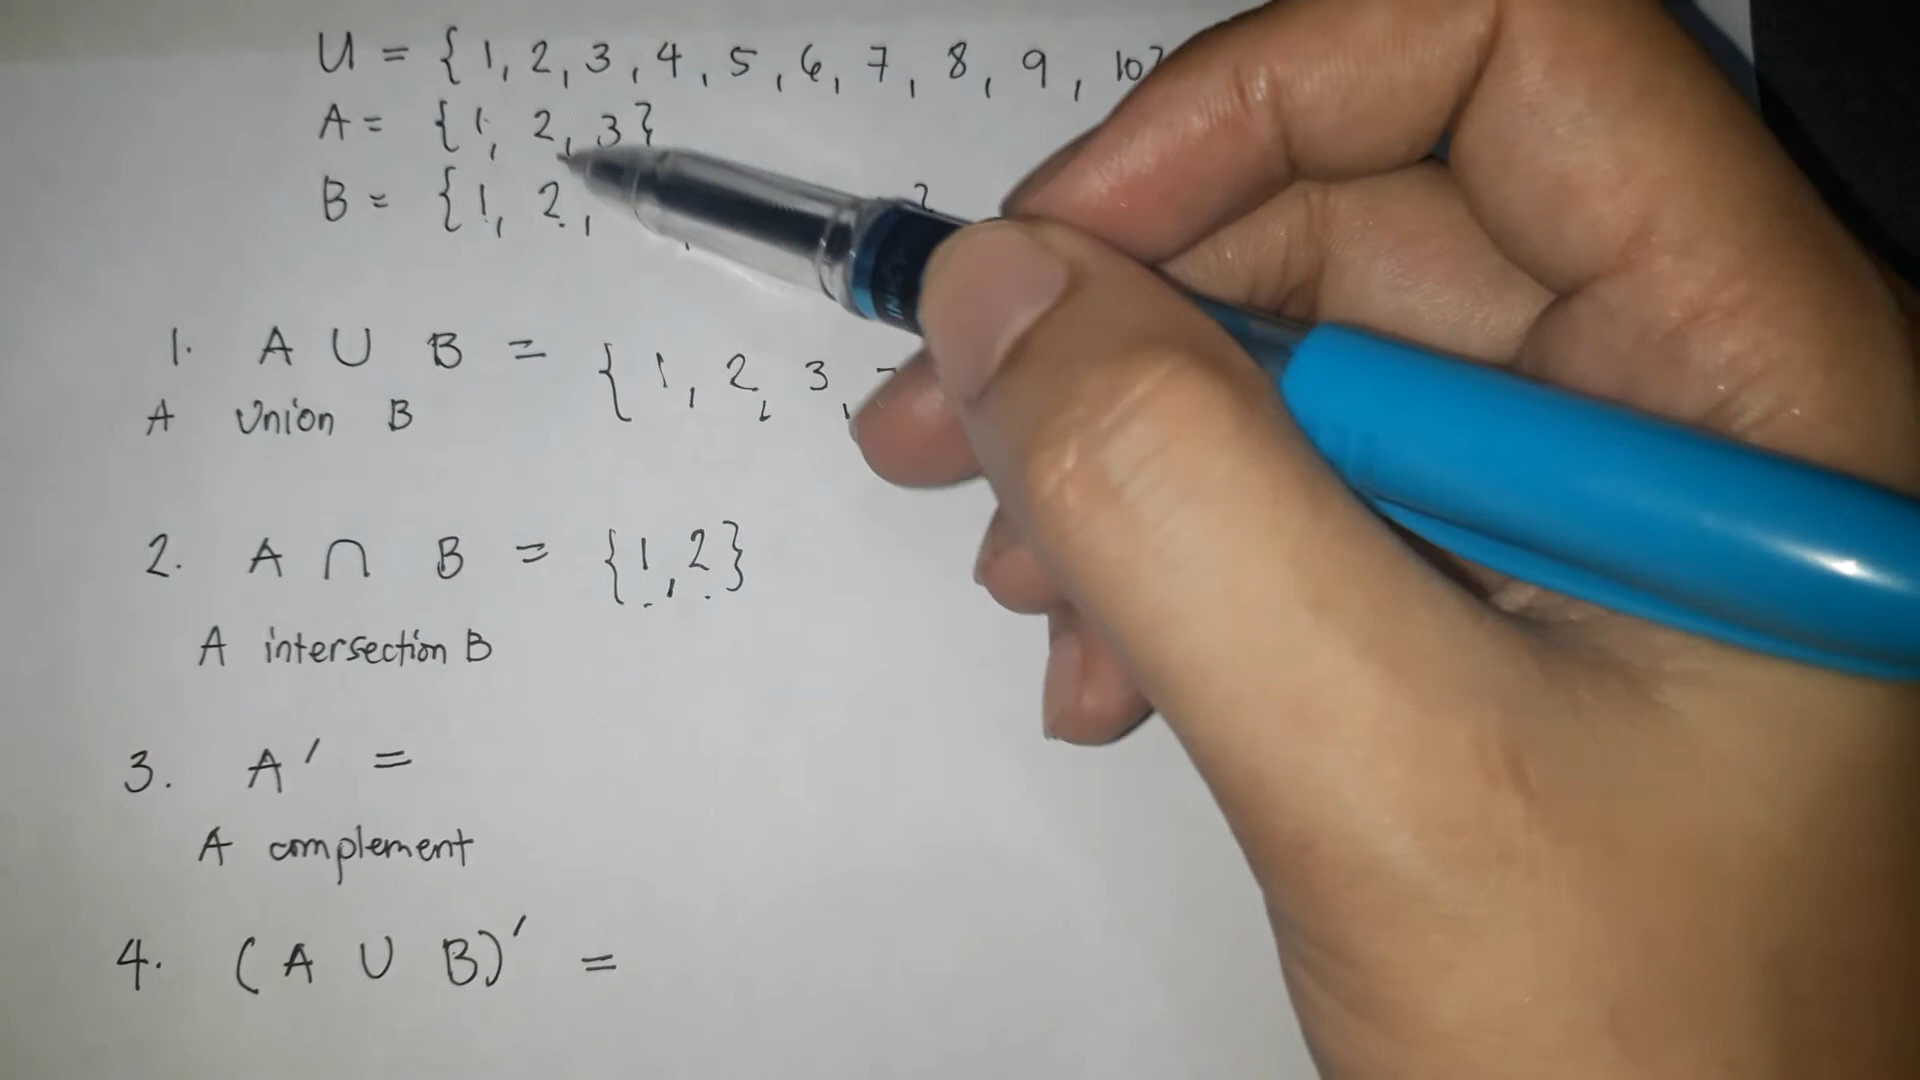 U = { 1, 2, 3, 4, 5, 6, 7, 8, 9, 10}
A = { 1, 2, 3}
B = { 1, 2,
1. A ∪ B = { 1, 2, 3,
A Union B
2. A ∩ B = {1, 2}
A intersection B
3. A' =
A complement
4. (A ∪ B)' =